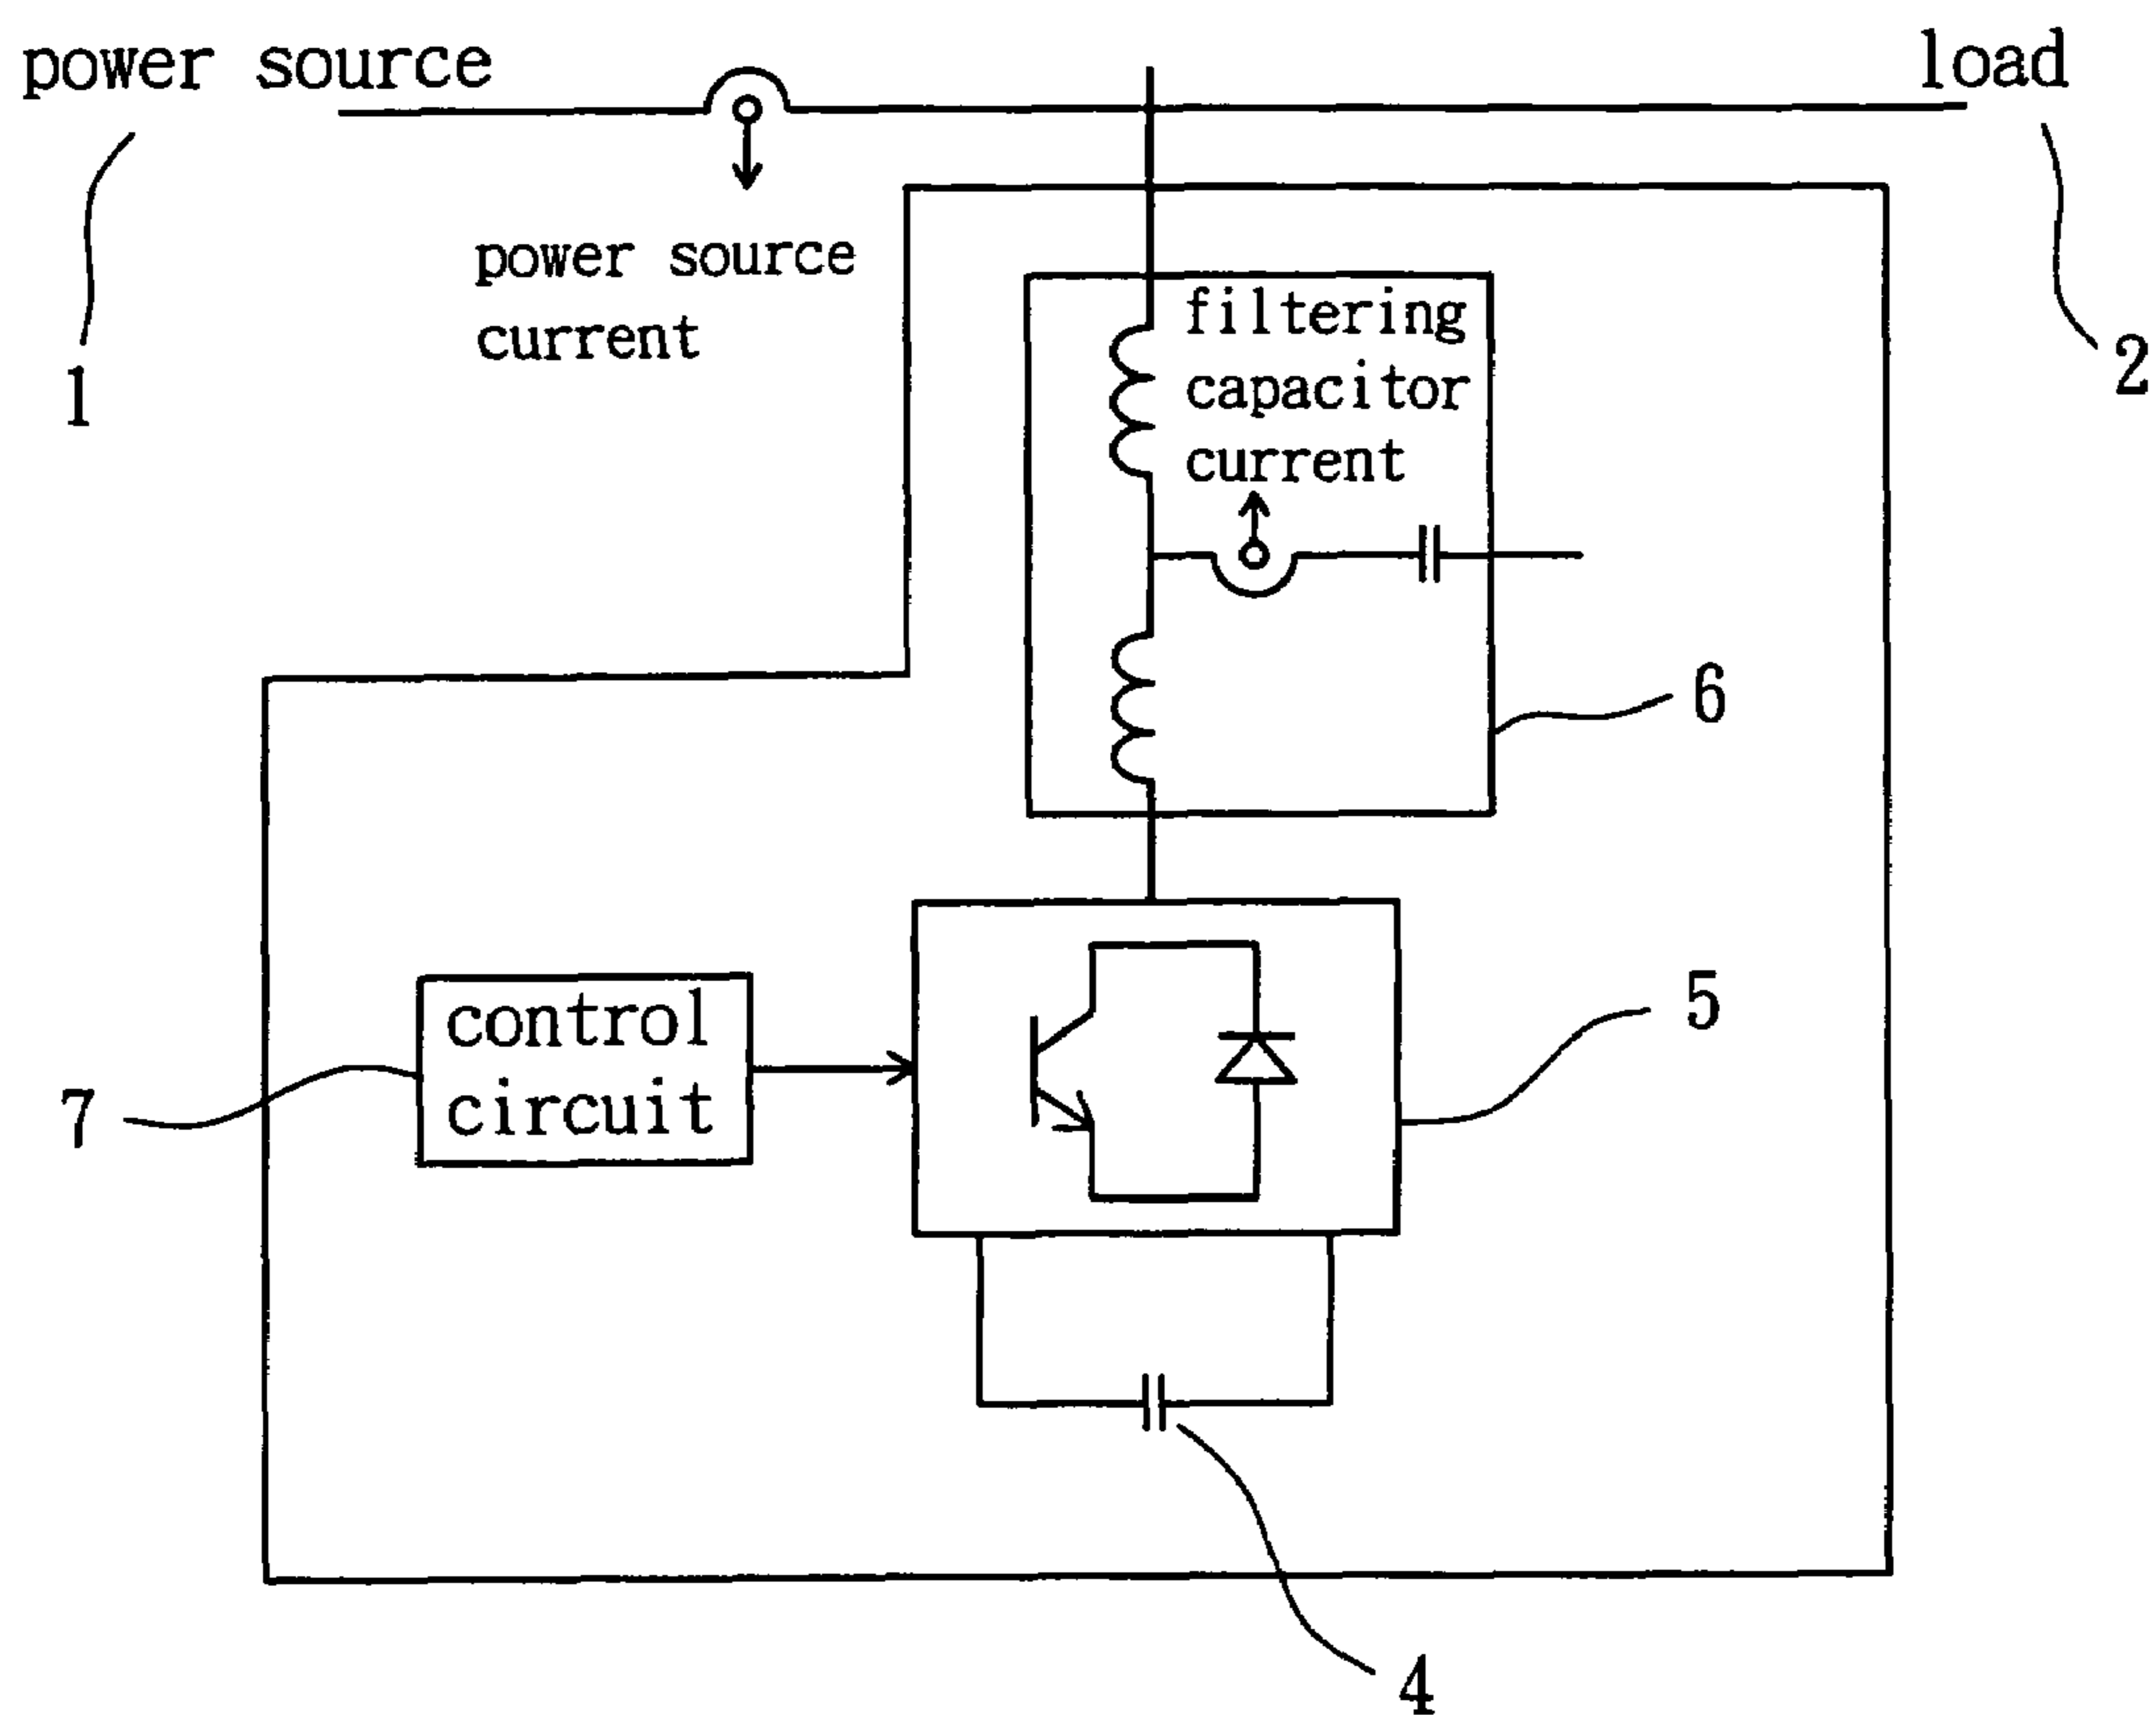 power source
load
power source
current
1
2
filtering
capacitor
current
6
5
control
circuit
7
4